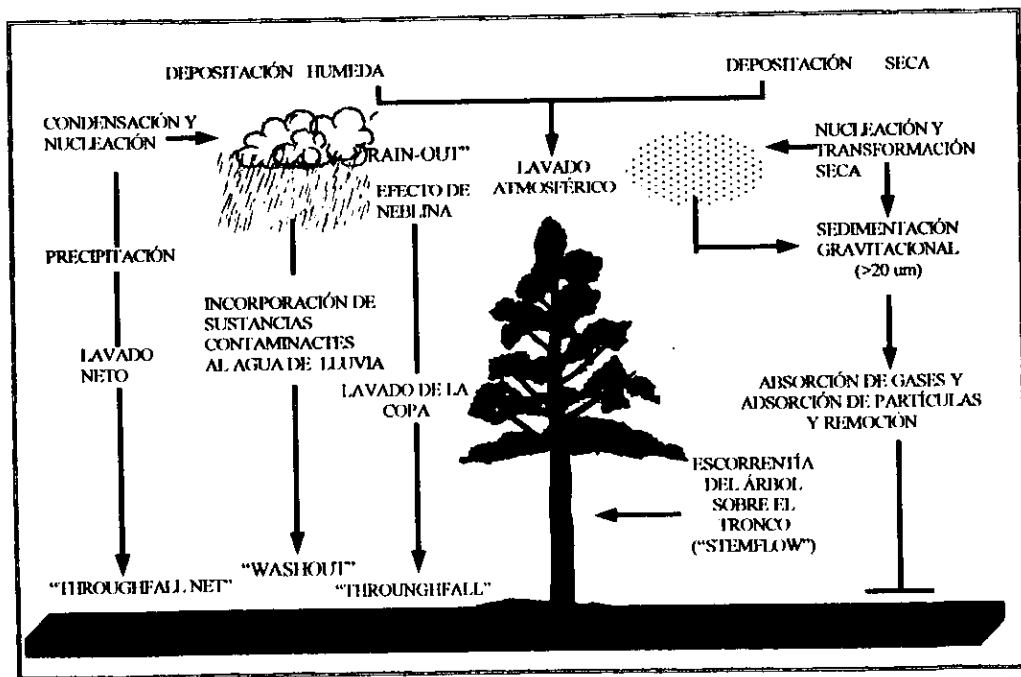 DEPOSITACIÓN HUMEDA
DEPOSITACIÓN SECA
CONDENSACIÓN Y
NUCLEACIÓN
"RAIN-OUT"
EFECTO DE
NEBLINA
LAVADO
ATMOSFÉRICO
NUCLEACIÓN Y
TRANSFORMACIÓN
SECA
PRECIPITACIÓN
SEDIMENTACIÓN
GRAVITACIONAL
(>20 um)
INCORPORACIÓN DE
SUSTANCIAS
CONTAMINACTES
AL AGUA DE LLUVIA
LAVADO
NETO
LAVADO DE LA
COPA
ABSORCIÓN DE GASES Y
ADSORCIÓN DE PARTÍCULAS
Y REMOCIÓN
ESCORRENTÍA
DEL ÁRBOL
SOBRE EL
TRONCO
("STEMFLOW")
"THROUGHFALL NET"
"WASHOUT"
"THROUNGHFALL"